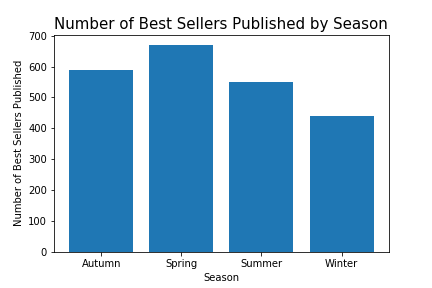 Number of Best Sellers Published by Season
Number of Best Sellers Published
700
600
500
400
300
200
100
0
Autumn Spring Summer Winter
Season